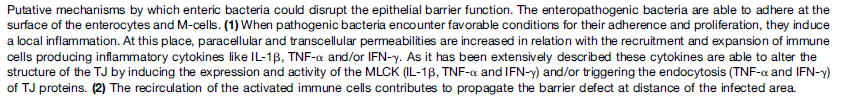 Putative mechanisms by which enteric bacteria could disrupt the epithelial barrier function. The enteropathogenic bacteria are able to adhere at the
surface of the enterocytes and M-cells. (1) When pathogenic bacteria encounter favorable conditions for their adherence and proliferation, they induce
a local inflammation. At this place, paracellular and transcellular permeabilities are increased in relation with the recruitment and expansion of immune
cells producing inflammatory cytokines like IL-1β, TNF-α and/or IFN-γ. As it has been extensively described these cytokines are able to alter the
structure of the TJ by inducing the expression and activity of the MLCK (IL-1β, TNF-α and IFN-γ) and/or triggering the endocytosis (TNF-α and IFN-γ)
of TJ proteins. (2) The recirculation of the activated immune cells contributes to propagate the barrier defect at distance of the infected area.